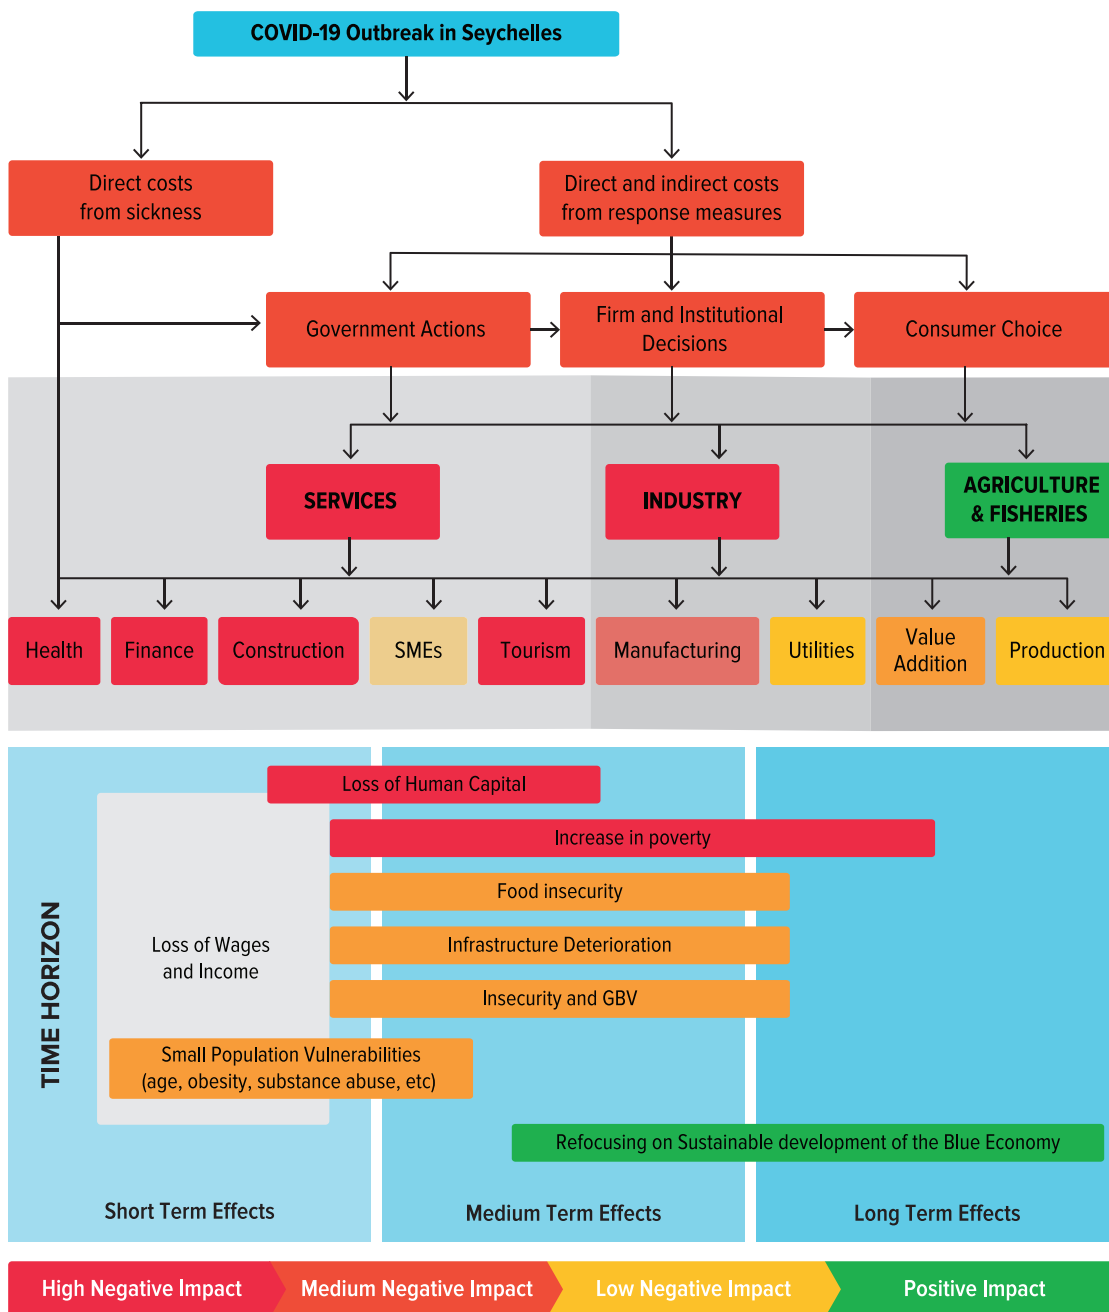 COVID-19 Outbreak in Seychelles
Direct costs
from sickness
Direct and indirect costs
from response measures
Government Actions
Firm and Institutional
Decisions
Consumer Choice
SERVICES
INDUSTRY
AGRICULTURE
& FISHERIES
Health
Finance
Construction
SMEs
Tourism
Manufacturing
Utilities
Value
Addition
Production
TIME HORIZON
Loss of Human Capital
Increase in poverty
Food insecurity
Loss of Wages
and Income
Infrastructure Deterioration
Insecurity and GBV
Small Population Vulnerabilities
(age, obesity, substance abuse, etc)
Refocusing on Sustainable development of the Blue Economy
Short Term Effects
Medium Term Effects
Long Term Effects
High Negative Impact
Medium Negative Impact
Low Negative Impact
Positive Impact